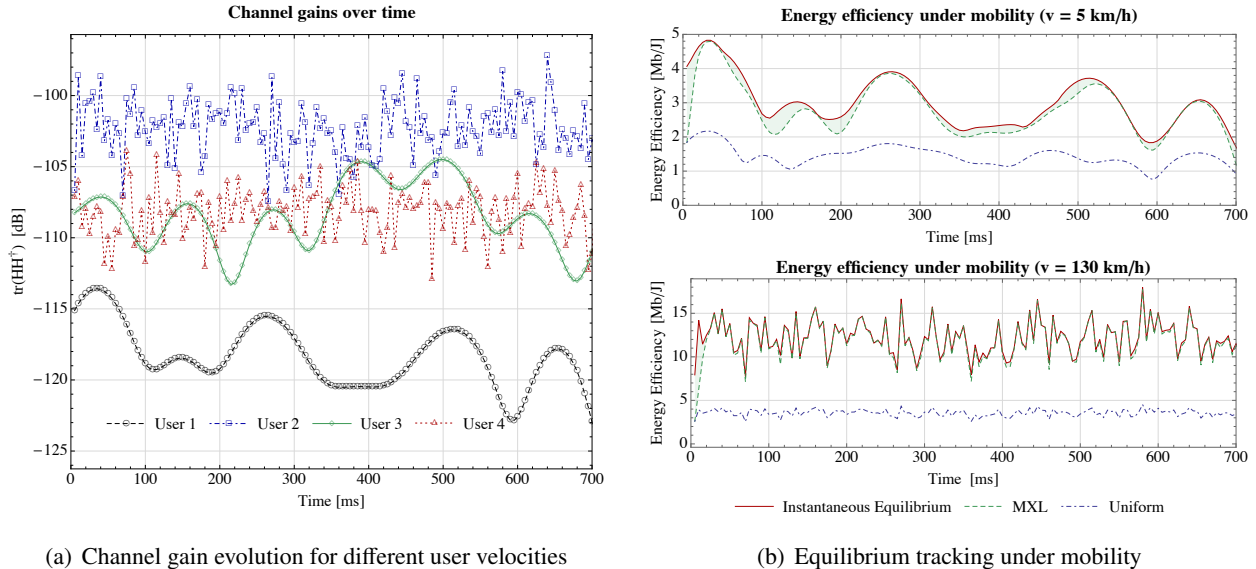 Channel gains over time
tr(HH†) [dB]
−100
−105
−110
−115
−120
−125
User 1 User 2 User 3 User 4
0 100 200 300 400 500 600 700
Time [ms]
(a) Channel gain evolution for different user velocities
Energy efficiency under mobility (v = 5 km/h)
Energy Efficiency [Mb/J]
5
4
3
2
1
0
0 100 200 300 400 500 600 700
Time [ms]
Energy efficiency under mobility (v = 130 km/h)
Energy Efficiency [Mb/J]
15
10
5
0
0 100 200 300 400 500 600 700
Time [ms]
Instantaneous Equilibrium MXL Uniform
(b) Equilibrium tracking under mobility